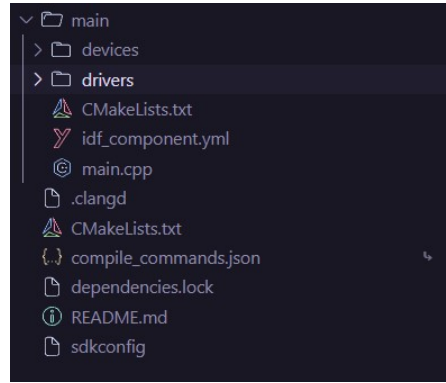 main
devices
drivers
CMakeLists.txt
idf_component.yml
main.cpp
.clangd
CMakeLists.txt
compile_commands.json
dependencies.lock
README.md
sdkconfig